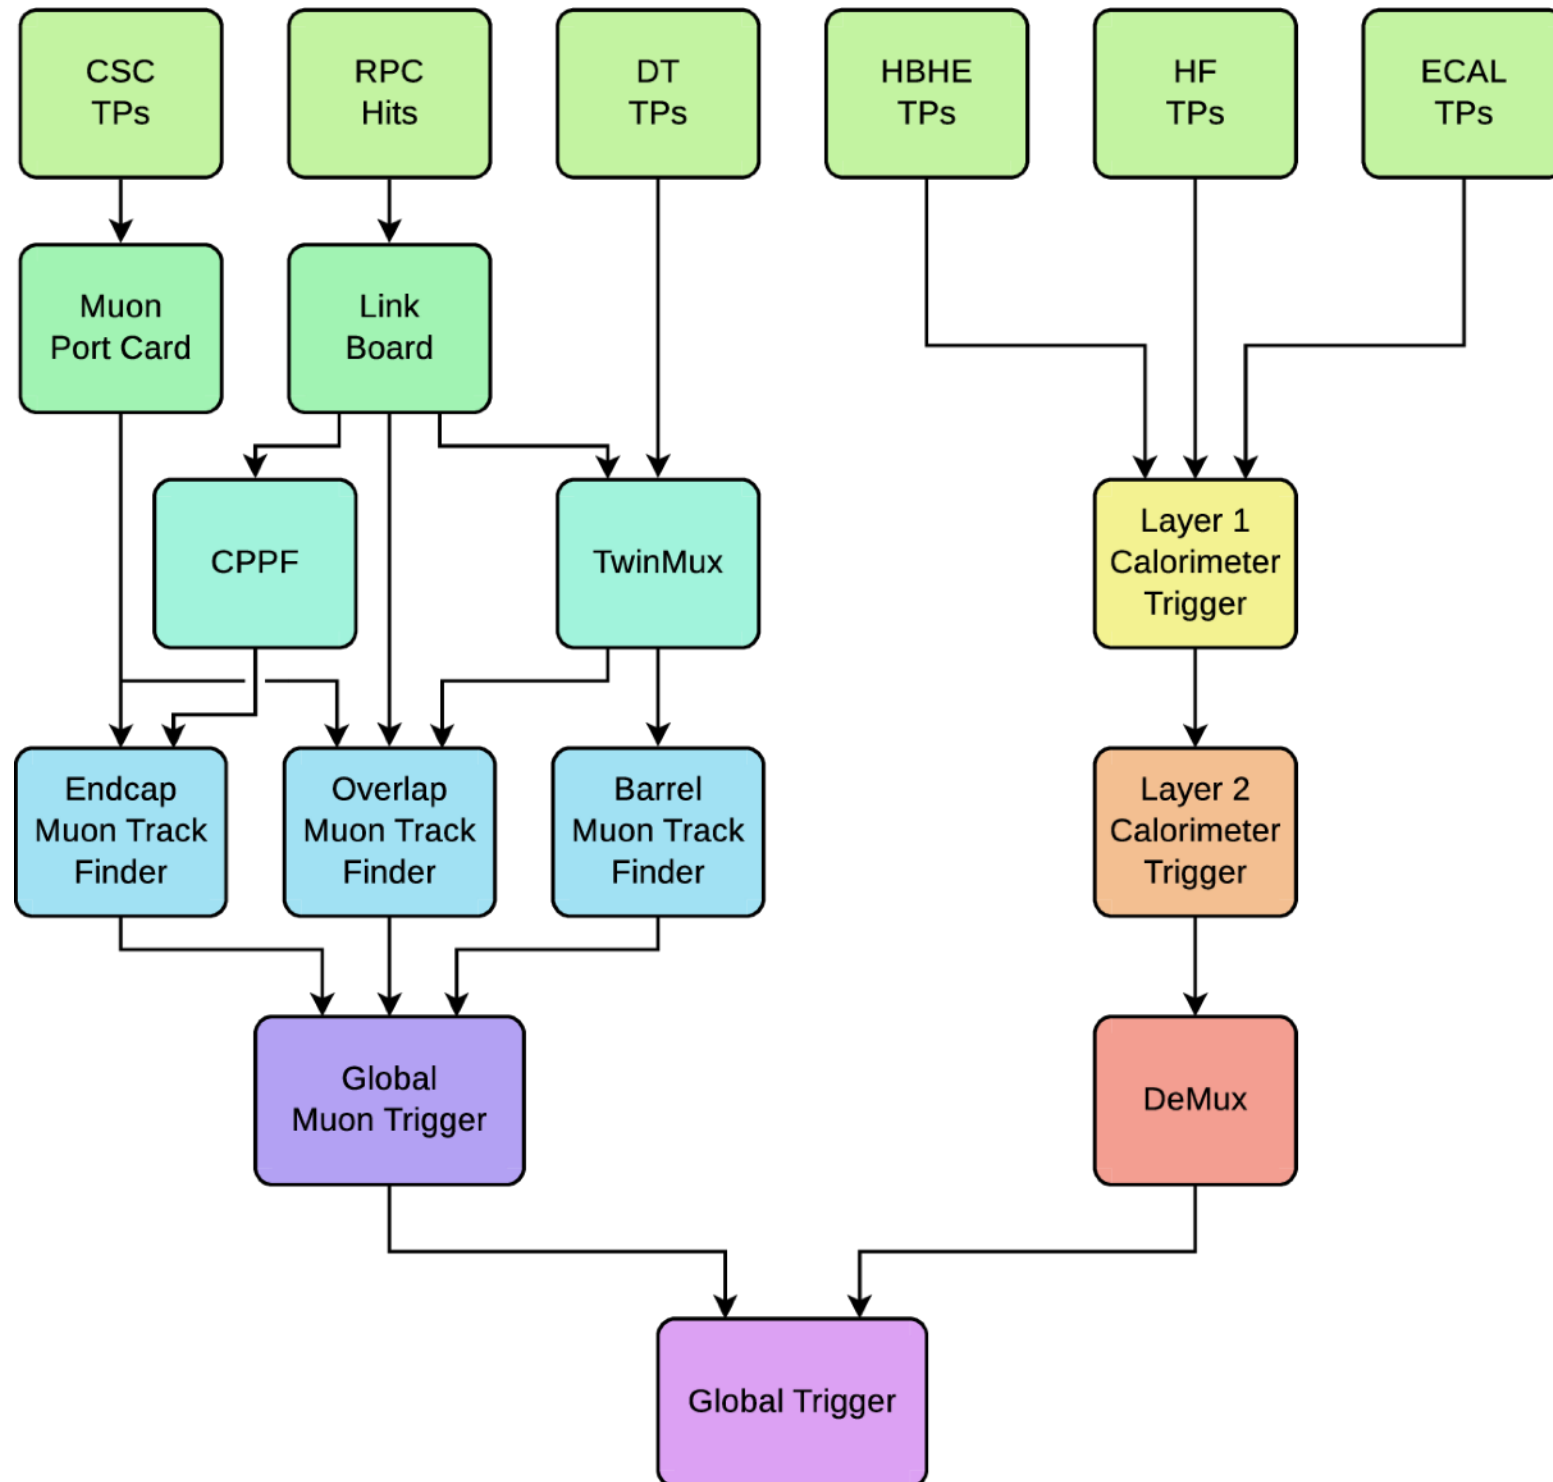 CSC
TPs
RPC
Hits
DT
TPs
HBHE
TPs
HF
TPs
ECAL
TPs
Muon
Port Card
Link
Board
CPPF
TwinMux
Layer 1
Calorimeter
Trigger
Endcap
Muon Track
Finder
Overlap
Muon Track
Finder
Barrel
Muon Track
Finder
Layer 2
Calorimeter
Trigger
Global
Muon Trigger
DeMux
Global Trigger